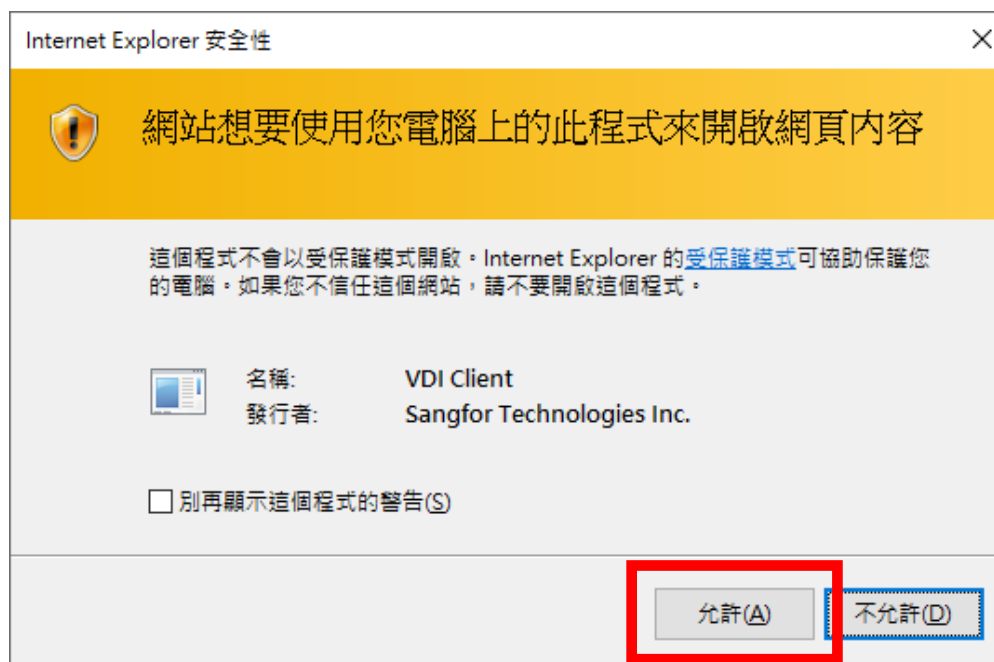 Internet Explorer 安全性
網站想要使用您電腦上的此程式來開啟網頁內容
這個程式不會以受保護模式開啟。Internet Explorer 的受保護模式可協助保護您
的電腦。如果您不信任這個網站，請不要開啟這個程式。
名稱: VDI Client
發行者: Sangfor Technologies Inc.
別再顯示這個程式的警告(S)
允許(A) 不允許(D)